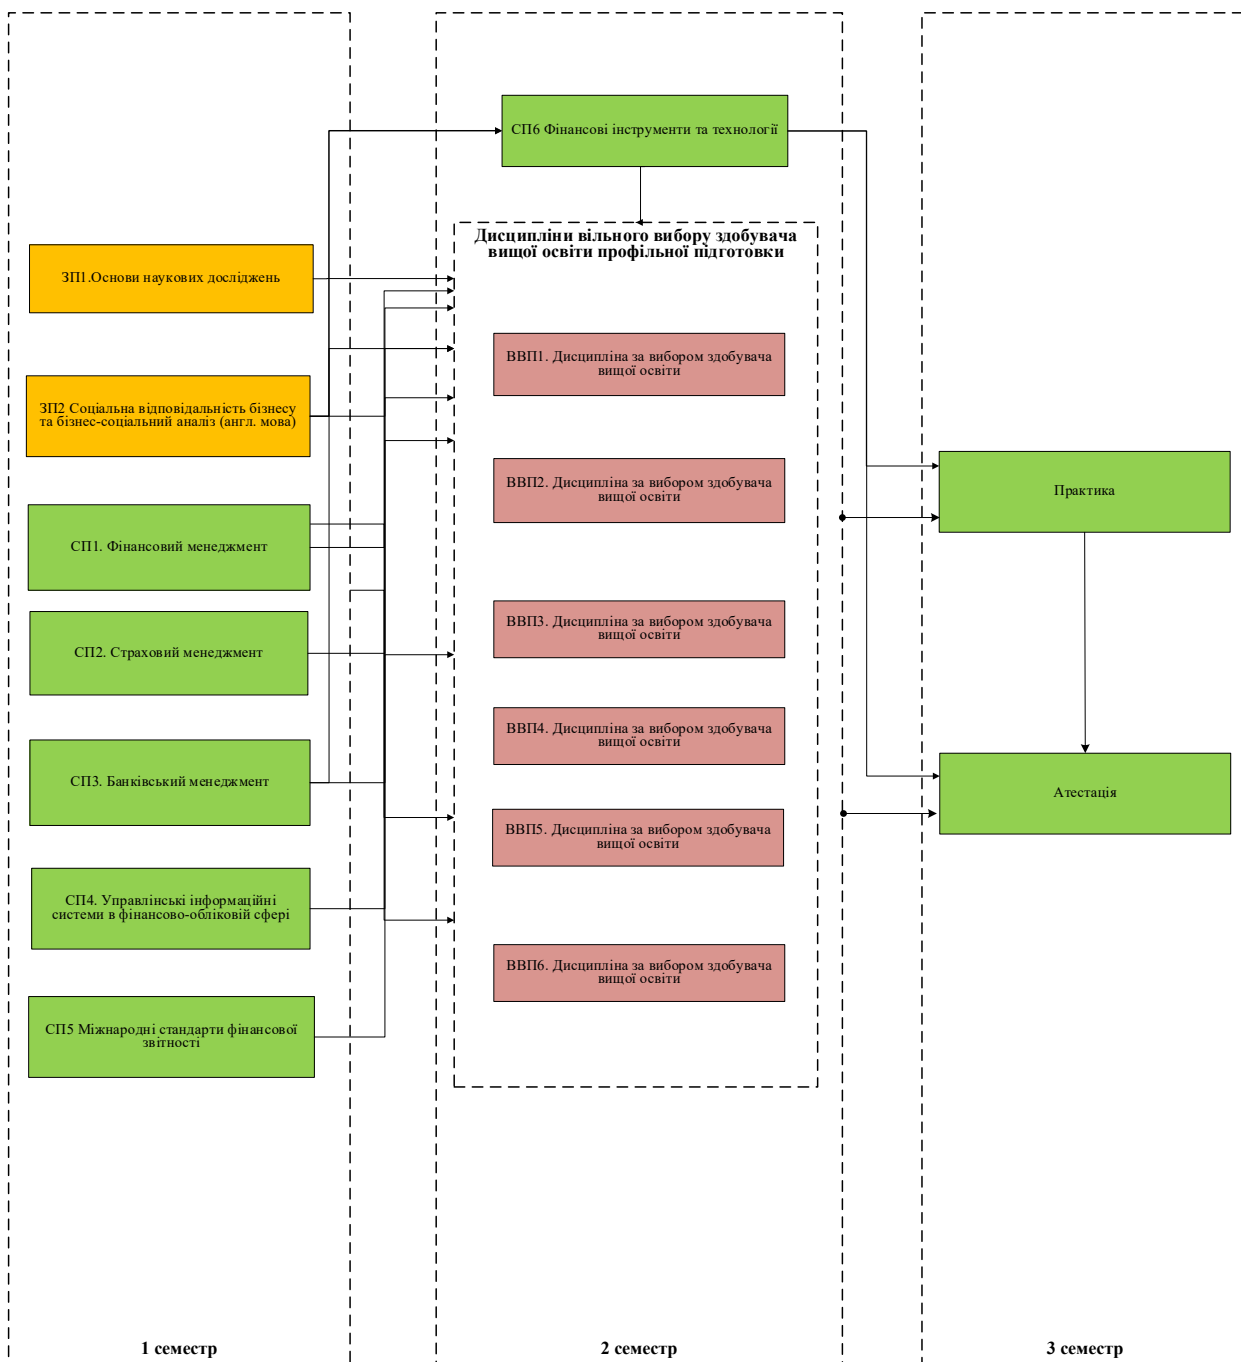 СП6 Фінансові інструменти та технології
Дисципліни вільного вибору здобувача
вищої освіти профільної підготовки
ЗП1.Основи наукових досліджень
ЗП2 Соціальна відповідальність бізнесу
та бізнес-соціальний аналіз (англ. мова)
СП1. Фінансовий менеджмент
СП2. Страховий менеджмент
СП3. Банківський менеджмент
СП4. Управлінські інформаційні
системи в фінансово-обліковій сфері
СП5 Міжнародні стандарти фінансової
звітності
ВВП1. Дисципліна за вибором здобувача
вищої освіти
ВВП2. Дисципліна за вибором здобувача
вищої освіти
ВВП3. Дисципліна за вибором здобувача
вищої освіти
ВВП4. Дисципліна за вибором здобувача
вищої освіти
ВВП5. Дисципліна за вибором здобувача
вищої освіти
ВВП6. Дисципліна за вибором здобувача
вищої освіти
Практика
Атестація
1 семестр
2 семестр
3 семестр